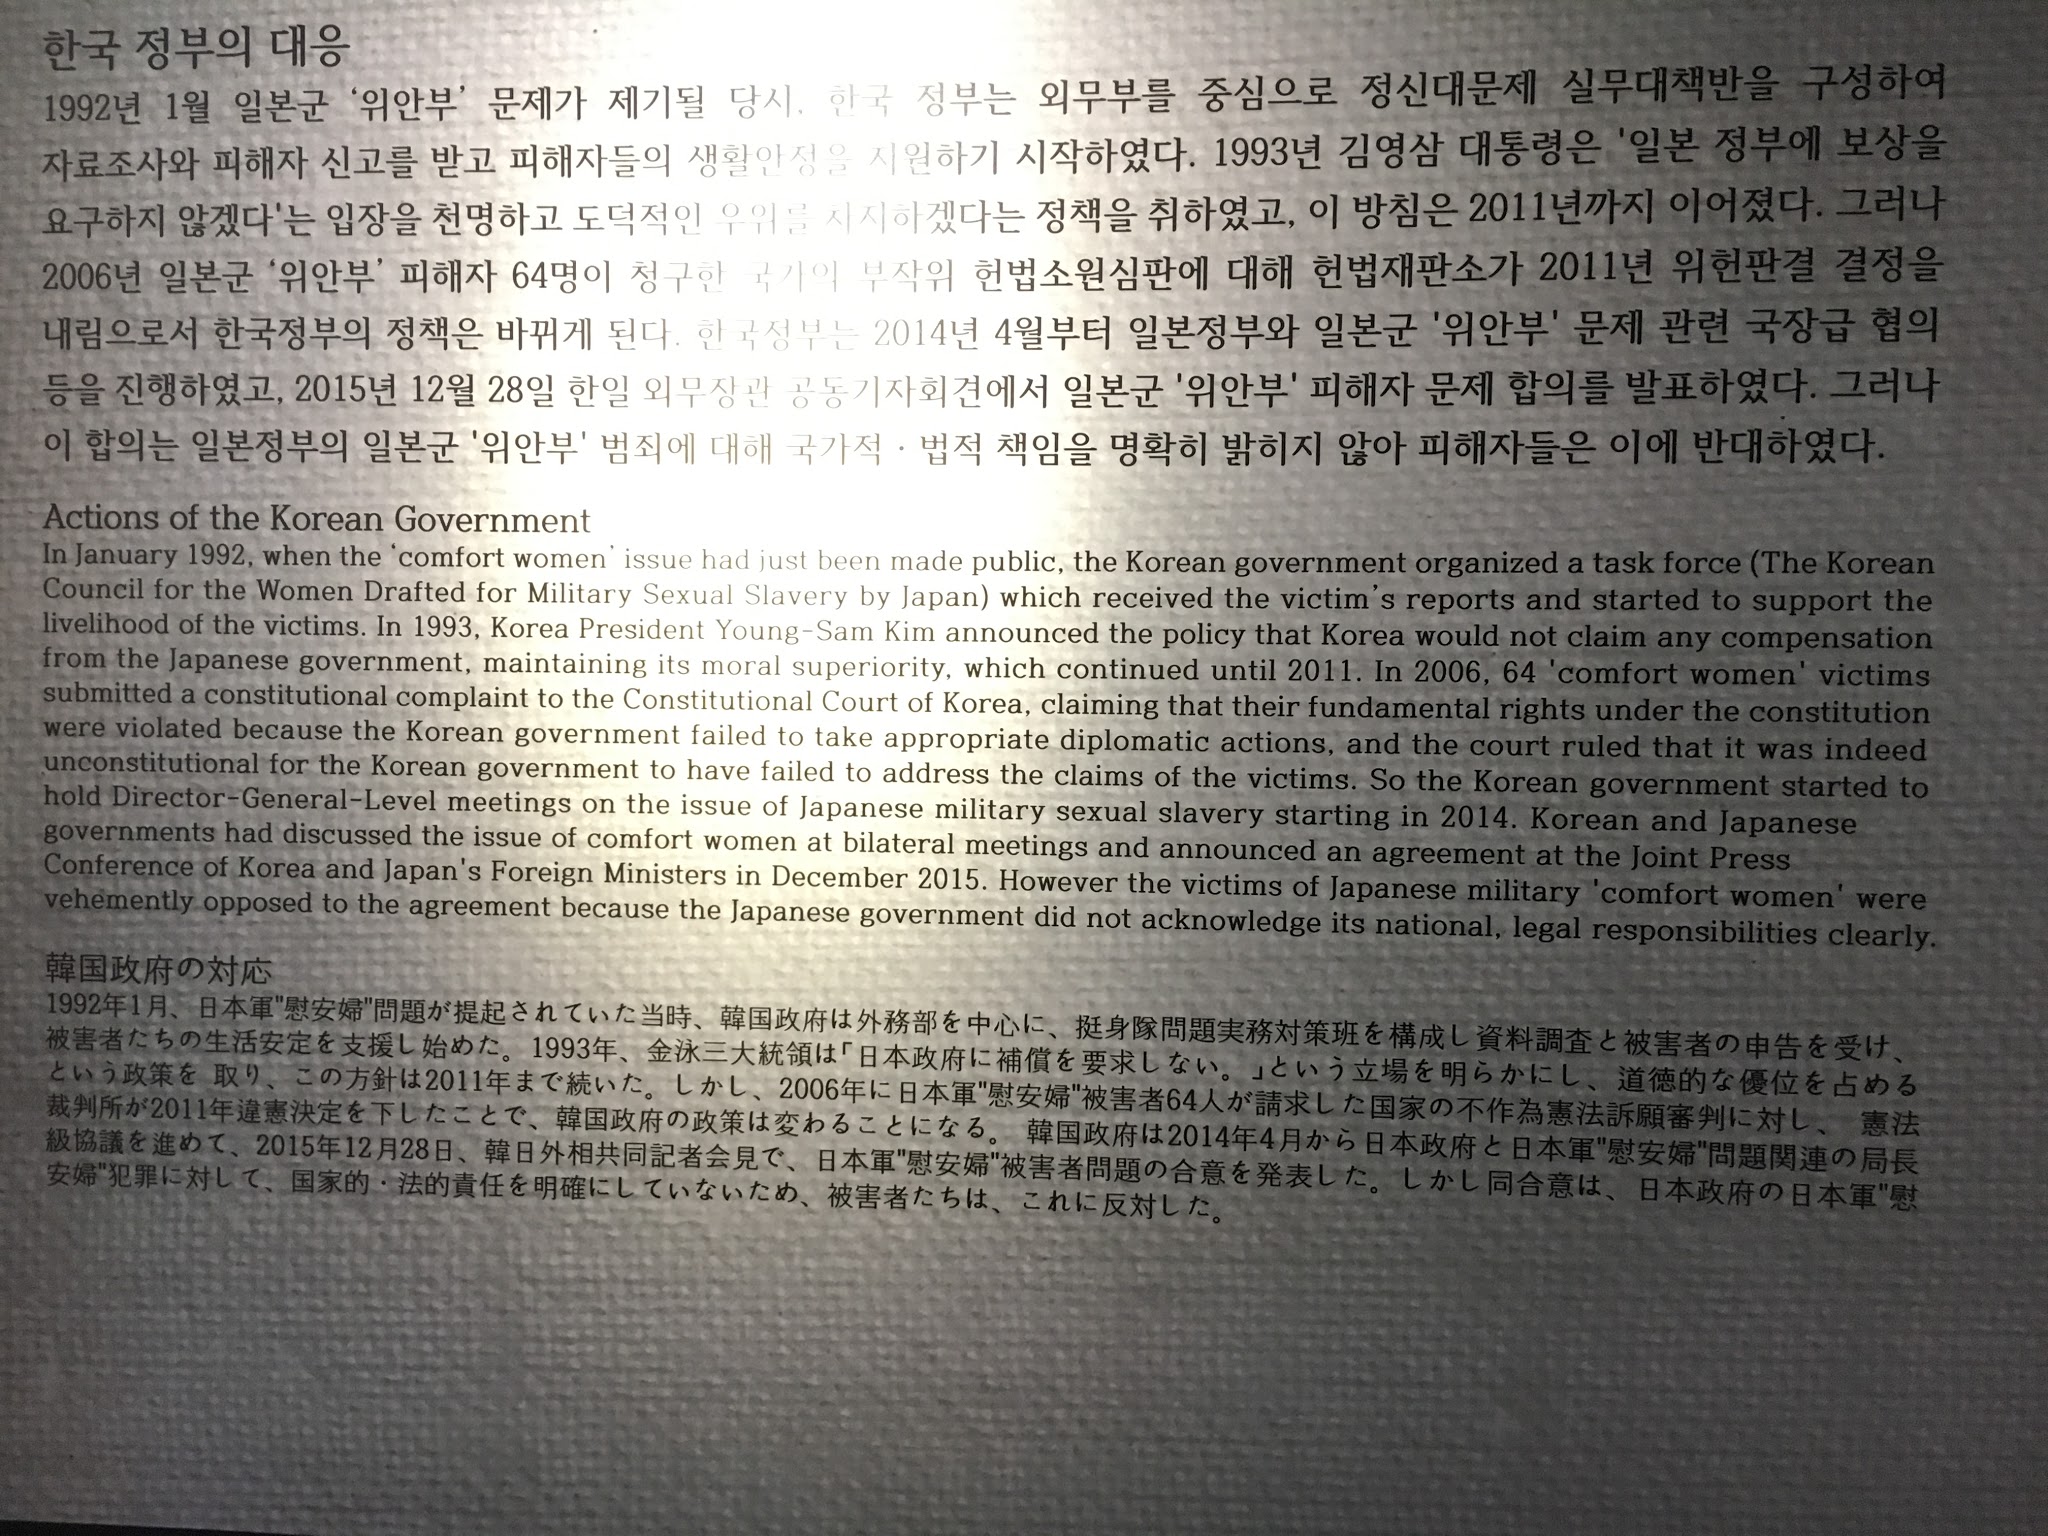 한국 정부의 대응
1992년 1월 일본군 ‘위안부’ 문제가 제기될 당시, 한국 정부는 외무부를 중심으로 정신대문제 실무대책반을 구성하여
자료조사와 피해자 신고를 받고 피해자들의 생활안정을 지원하기 시작하였다. 1993년 김영삼 대통령은 '일본 정부에 보상을
요구하지 않겠다'는 입장을 천명하고 도덕적인 우위를 차지하겠다는 정책을 취하였고, 이 방침은 2011년까지 이어졌다. 그러나
2006년 일본군 ‘위안부’ 피해자 64명이 청구한 국가의 부작위 헌법소원심판에 대해 헌법재판소가 2011년 위헌판결 결정을
내림으로서 한국정부의 정책은 바뀌게 된다. 한국정부는 2014년 4월부터 일본정부와 일본군 '위안부' 문제 관련 국장급 협의
등을 진행하였고, 2015년 12월 28일 한일 외무장관 공동기자회견에서 일본군 '위안부' 피해자 문제 합의를 발표하였다. 그러나
이 합의는 일본정부의 일본군 '위안부' 범죄에 대해 국가적 · 법적 책임을 명확히 밝히지 않아 피해자들은 이에 반대하였다.
Actions of the Korean Government
In January 1992, when the ‘comfort women’ issue had just been made public, the Korean government organized a task force (The Korean
Council for the Women Drafted for Military Sexual Slavery by Japan) which received the victim’s reports and started to support the
livelihood of the victims. In 1993, Korea President Young-Sam Kim announced the policy that Korea would not claim any compensation
from the Japanese government, maintaining its moral superiority, which continued until 2011. In 2006, 64 'comfort women' victims
submitted a constitutional complaint to the Constitutional Court of Korea, claiming that their fundamental rights under the constitution
were violated because the Korean government failed to take appropriate diplomatic actions, and the court ruled that it was indeed
unconstitutional for the Korean government to have failed to address the claims of the victims. So the Korean government started to
hold Director-General-Level meetings on the issue of Japanese military sexual slavery starting in 2014. Korean and Japanese
governments had discussed the issue of comfort women at bilateral meetings and announced an agreement at the Joint Press
Conference of Korea and Japan's Foreign Ministers in December 2015. However the victims of Japanese military 'comfort women' were
vehemently opposed to the agreement because the Japanese government did not acknowledge its national, legal responsibilities clearly.
韓国政府の対応
1992年1月、日本軍"慰安婦"問題が提起されていた当時、韓国政府は外務部を中心に、挺身隊問題実務対策班を構成し資料調査と被害者の申告を受け、
被害者たちの生活安定を支援し始めた。1993年、金泳三大統領は「日本政府に補償を要求しない。」という立場を明らかにし、道徳的な優位を占める
という政策を 取り、この方針は2011年まで続いた。しかし、2006年に日本軍"慰安婦"被害者64人が請求した国家の不作為憲法訴願審判に対し、 憲法
裁判所が2011年違憲決定を下したことで、韓国政府の政策は変わることになる。 韓国政府は2014年4月から日本政府と日本軍"慰安婦"問題関連の局長
級協議を進めて、2015年12月28日、韓日外相共同記者会見で、日本軍"慰安婦"被害者問題の合意を発表した。しかし同合意は、日本政府の日本軍"慰
安婦"犯罪に対して、国家的・法的責任を明確にしていないため、被害者たちは、これに反対した。